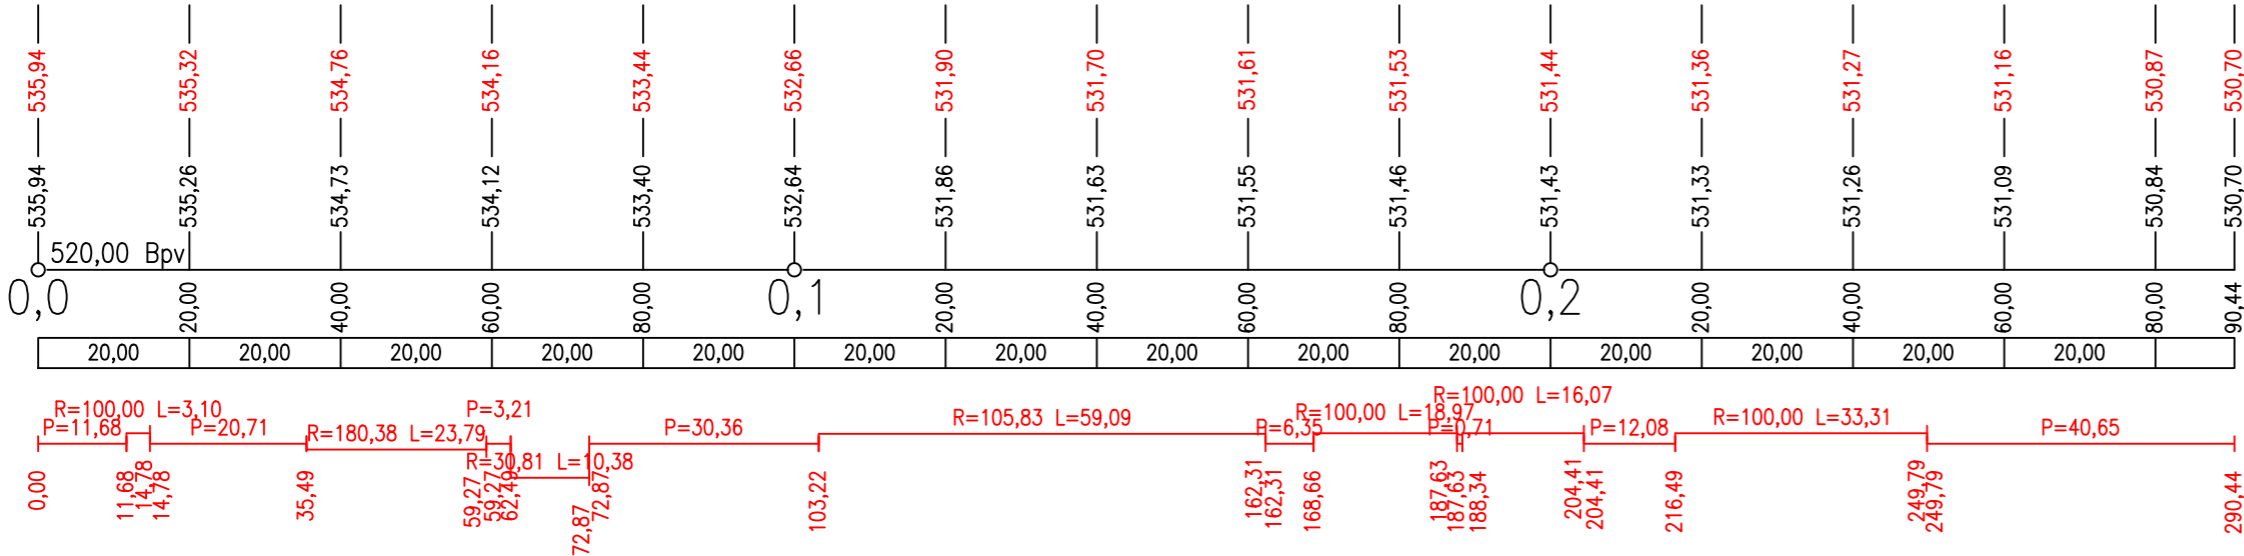 535,94 535,32 534,76 534,16 533,44 532,66 531,90 531,70 531,61 531,53 531,44 531,36 531,27 531,16 530,87 530,70
535,94 535,26 534,73 534,12 533,40 532,64 531,86 531,63 531,55 531,46 531,43 531,33 531,26 531,09 530,84 530,70
520,00 Bpv
0,0 20,00 40,00 60,00 80,00 0,1 20,00 40,00 60,00 80,00 0,2 20,00 40,00 60,00 80,00 90,44
20,00 20,00 20,00 20,00 20,00 20,00 20,00 20,00 20,00 20,00 20,00 20,00 20,00 20,00
R=100,00 L=3,10 P=3,21 R=100,00 L=18,97 R=100,00 L=16,07
P=11,68 P=20,71 R=180,38 L=23,79 P=30,36 R=105,83 L=59,09 P=6,35 P=0,71 P=12,08 R=100,00 L=33,31 P=40,65
R=30,81 L=10,38
0,00 11,68 14,78 14,78 35,49 59,27 59,27 62,49 72,87 72,87 103,22 162,31 162,31 168,66 187,63 187,63 188,34 204,41 204,41 216,49 249,79 249,79 290,44